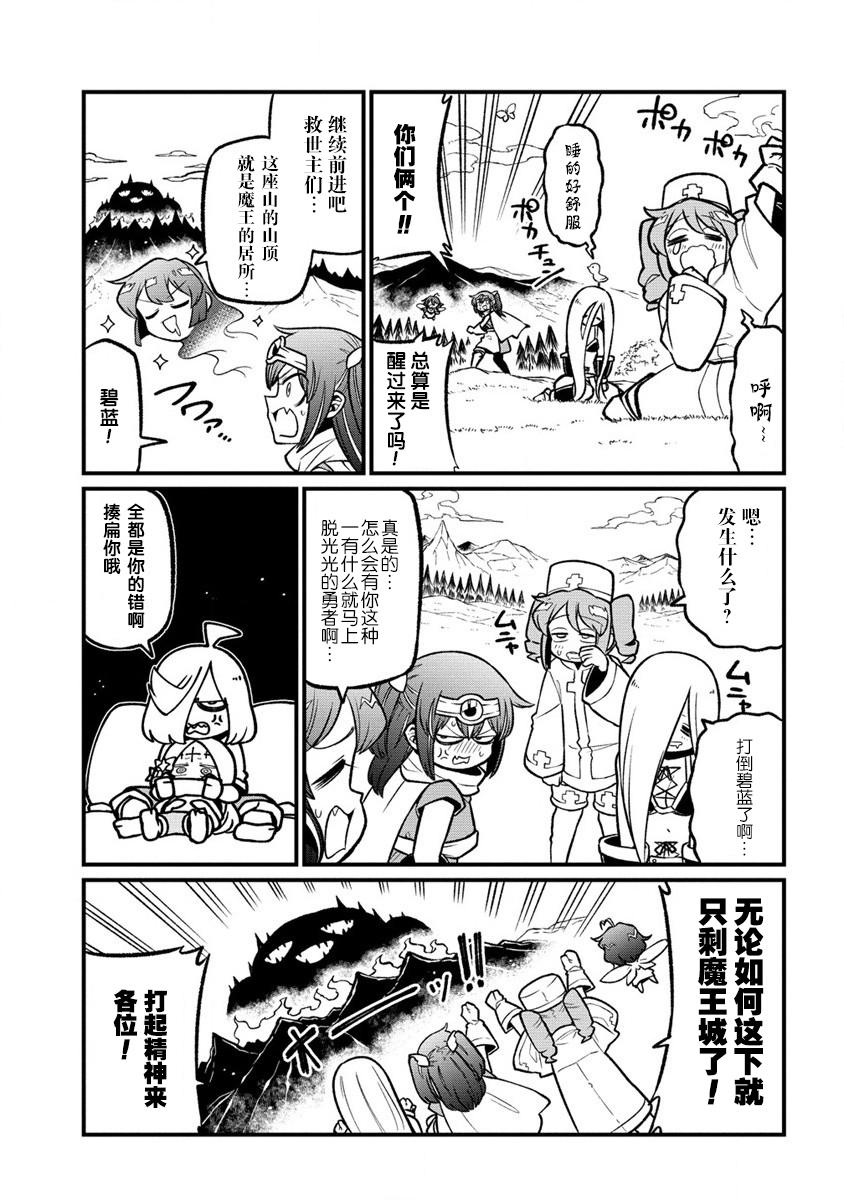 ポカ
ポカ
ポカ
ポカ
チュン
呼啊~
睡的好舒服
你们俩个!!
总算是
醒过来了吗!
继续前进吧
救世主们…
这座山的山顶
就是魔王的居所…
碧蓝!
嗯…
发生什么了?
打倒碧蓝了啊…
ムニャ
ムニャ
真是的…
怎么会有你这种
一有什么就马上
脱光光的勇者啊…
全都是你的错啊
揍扁你哦
无论如何这下就
只剩魔王城了!
オーッ!!
打起精神来
各位!